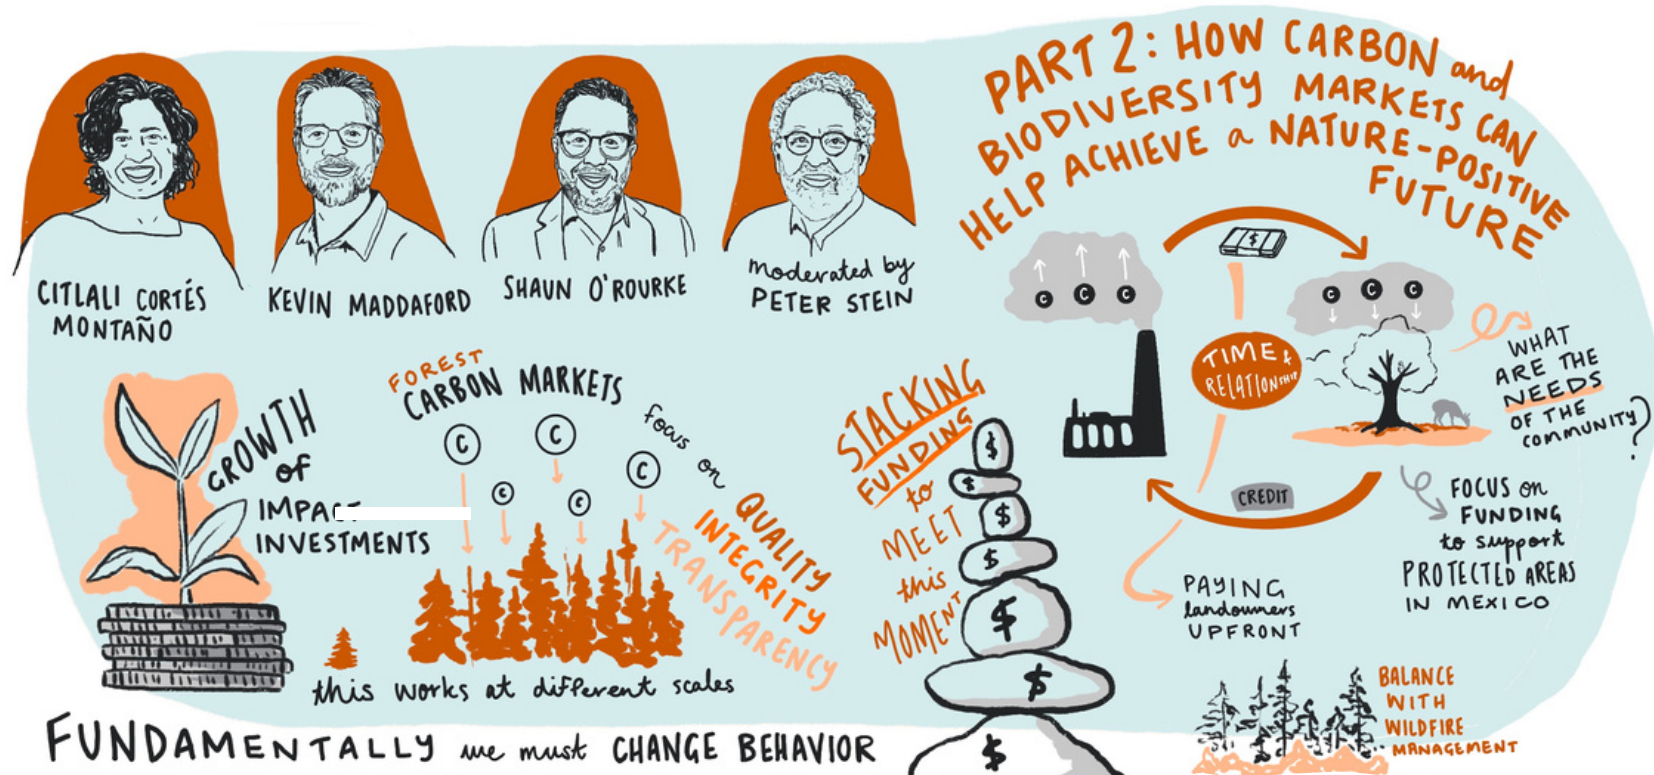 PART 2: HOW CARBON and
BIODIVERSITY MARKETS CAN
HELP ACHIEVE a NATURE-POSITIVE
FUTURE
CITLALI CORTÉS
MONTAÑO
KEVIN MADDAFORD
SHAUN O'ROURKE
moderated by
PETER STEIN
GROWTH
of
IMPACT
INVESTMENTS
FOREST
CARBON MARKETS
C
C
C
C
C
focus on
QUALITY
INTEGRITY
TRANSPARENCY
this works at different scales
FUNDAMENTALLY we must CHANGE BEHAVIOR
STACKING
FUNDING
to
MEET
this
MOMENT
$
$
$
$
$
$
$
C C C
$
C C C
TIME &
RELATIONSHIP
CREDIT
WHAT
ARE THE
NEEDS
OF THE
COMMUNITY?
FOCUS on
FUNDING
to support
PROTECTED AREAS
IN MEXICO
PAYING
landowners
UPFRONT
BALANCE
WITH
WILDFIRE
MANAGEMENT